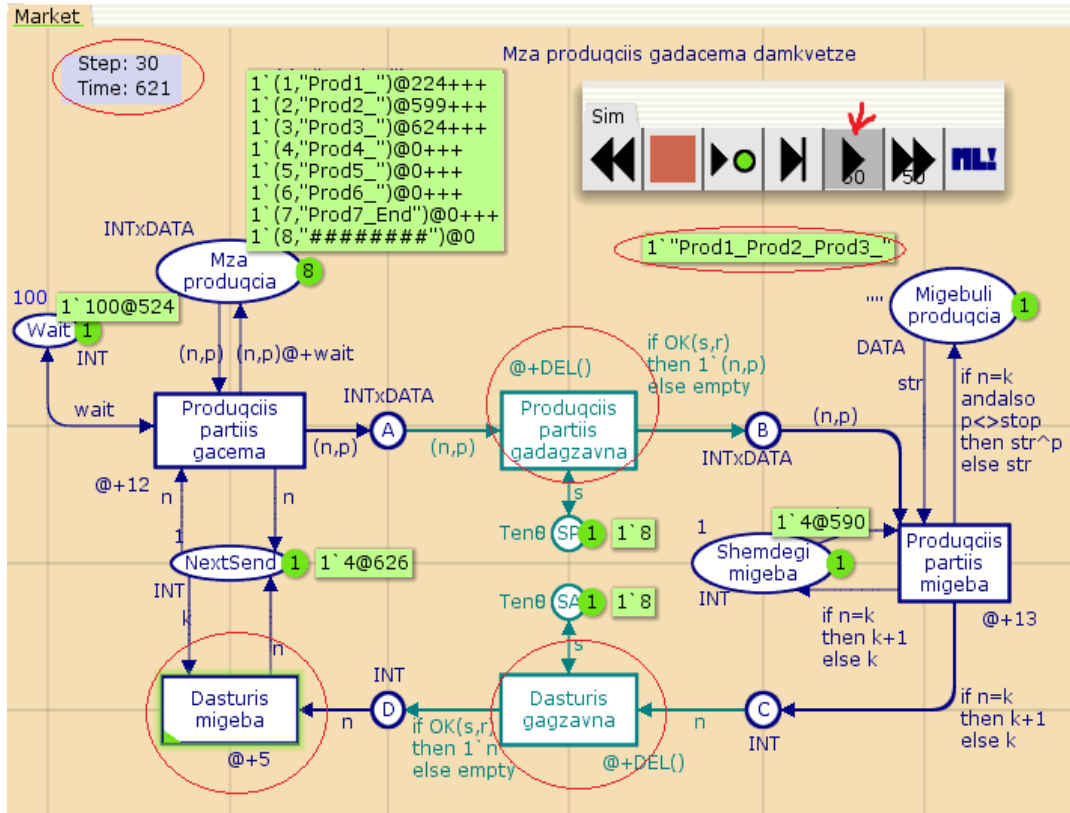 Market
Step: 30
Time: 621
Mza produqciis gadacema damkvetze
1`(1,"Prod1_")@224+++
1`(2,"Prod2_")@599+++
1`(3,"Prod3_")@624+++
1`(4,"Prod4_")@0+++
1`(5,"Prod5_")@0+++
1`(6,"Prod6_")@0+++
1`(7,"Prod7_End")@0+++
1`(8,"########")@0
Sim
50
ML!
INTxDATA
Mza
produqcia
8
1`"Prod1_Prod2_Prod3_"
100
1`100@524
Wait
1
INT
""
Migebuli
produqcia
1
DATA
(n,p)
(n,p)@+wait
wait
Produqciis
partiis
gacema
@+12
(n,p)
INTxDATA
A
(n,p)
@+DEL()
Produqciis
partiis
gadagzavna
if OK(s,r)
then 1`(n,p)
else empty
B
INTxDATA
(n,p)
str
if n=k
andalso
p<>stop
then str^p
else str
n
n
s
Ten0
SP
1
1`8
1
NextSend
1
1`4@626
INT
1
1`4@590
Shemdegi
migeba
1
INT
Produqciis
partiis
migeba
@+13
Ten0
SA
1
1`8
if n=k
then k+1
else k
k
n
s
Dasturis
migeba
@+5
n
INT
D
if OK(s,r)
then 1`n
else empty
Dasturis
gagzavna
@+DEL()
n
C
INT
if n=k
then k+1
else k